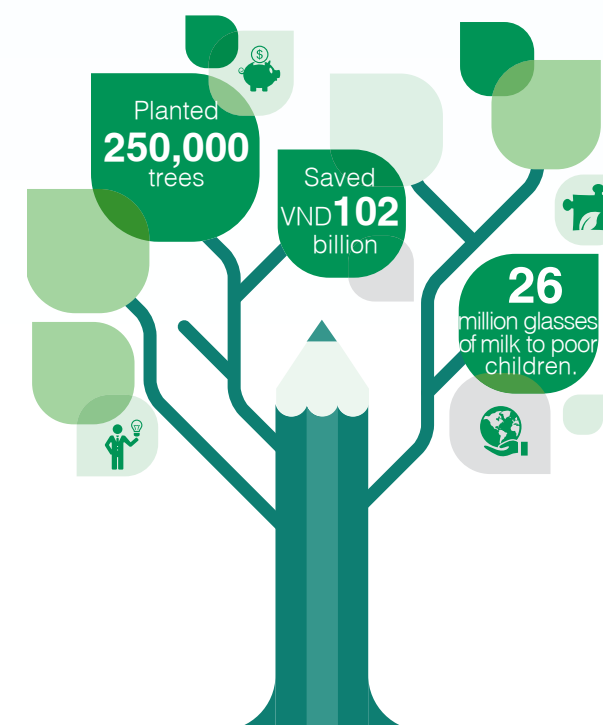 $
Planted
250,000
trees
Saved
VND102
billion
26
million glasses
of milk to poor
children.